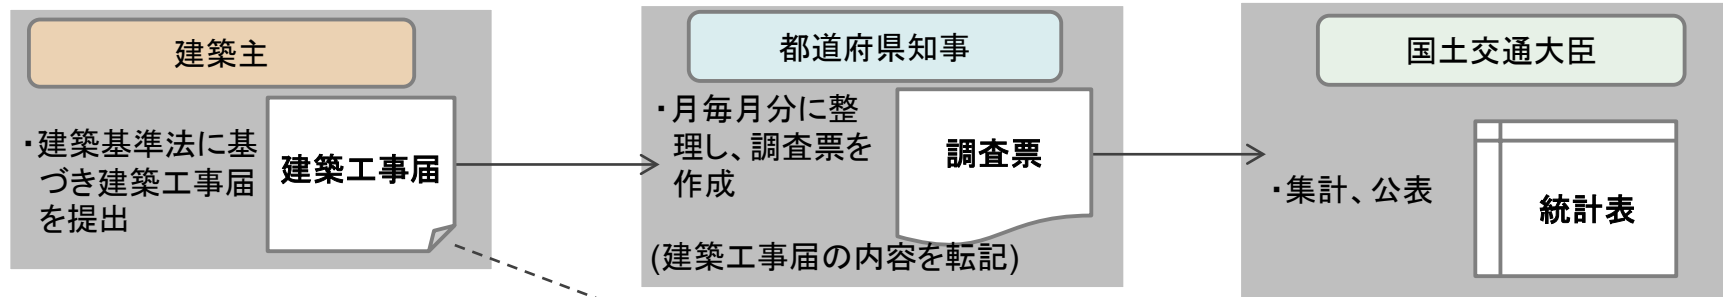 建築主
・建築基準法に基
づき建築工事届
を提出
建築工事届
都道府県知事
・月毎月分に整
理し、調査票を
作成
調査票
(建築工事届の内容を転記)
国土交通大臣
・集計、公表
統計表